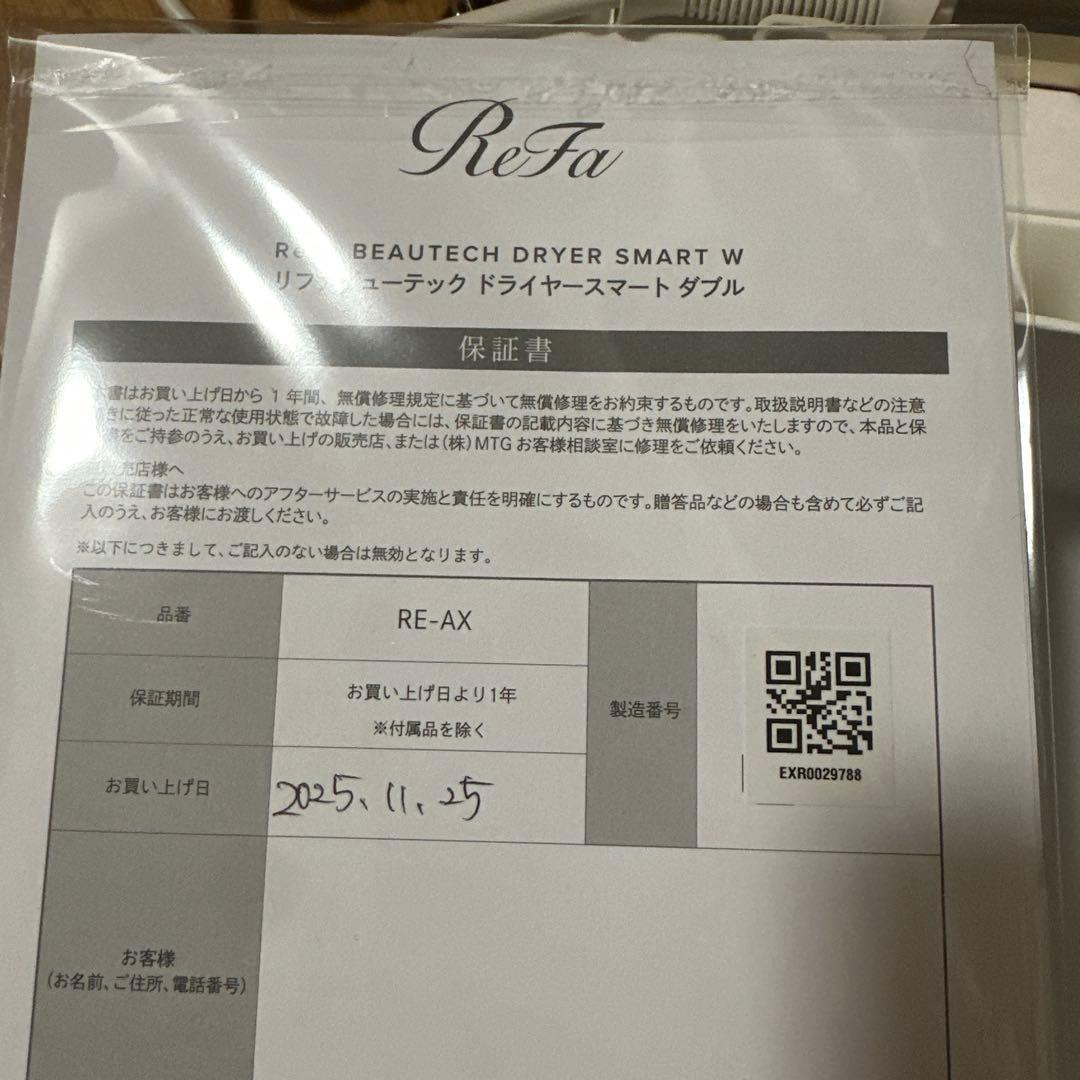 ReFa
BEAUTECH DRYER SMART W
リファ ューテック ドライヤースマート ダブル
保証書
書はお買い上げ日から 1 年間、無償修理規定に基づいて無償修理をお約束するものです。取扱説明書などの注意
きに従った正常な使用状態で故障した場合には、保証書の記載内容に基づき無償修理をいたしますので、本品と保
書をご持参のうえ、お買い上げの販売店、または(株)MTG お客様相談室に修理をご依頼ください。
売店様へ
この保証書はお客様へのアフターサービスの実施と責任を明確にするものです。贈答品などの場合も含めて必ずご記
入のうえ、お客様にお渡しください。
※以下につきまして、ご記入のない場合は無効となります。
品番
RE-AX
保証期間
お買い上げ日より1年
※付属品を除く
製造番号
EXR0029788
お買い上げ日
2025、11、25
お客様
(お名前、ご住所、電話番号)